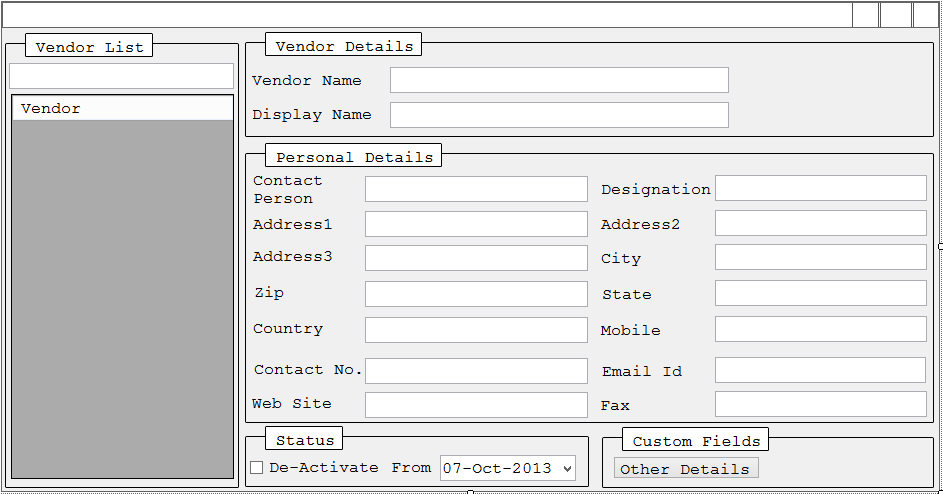 Vendor List
Vendor
Vendor Details
Vendor Name
Display Name
Personal Details
Contact
Person
Designation
Address1
Address2
Address3
City
Zip
State
Country
Mobile
Contact No.
Email Id
Web Site
Fax
Status
De-Activate From 07-Oct-2013
Custom Fields
Other Details